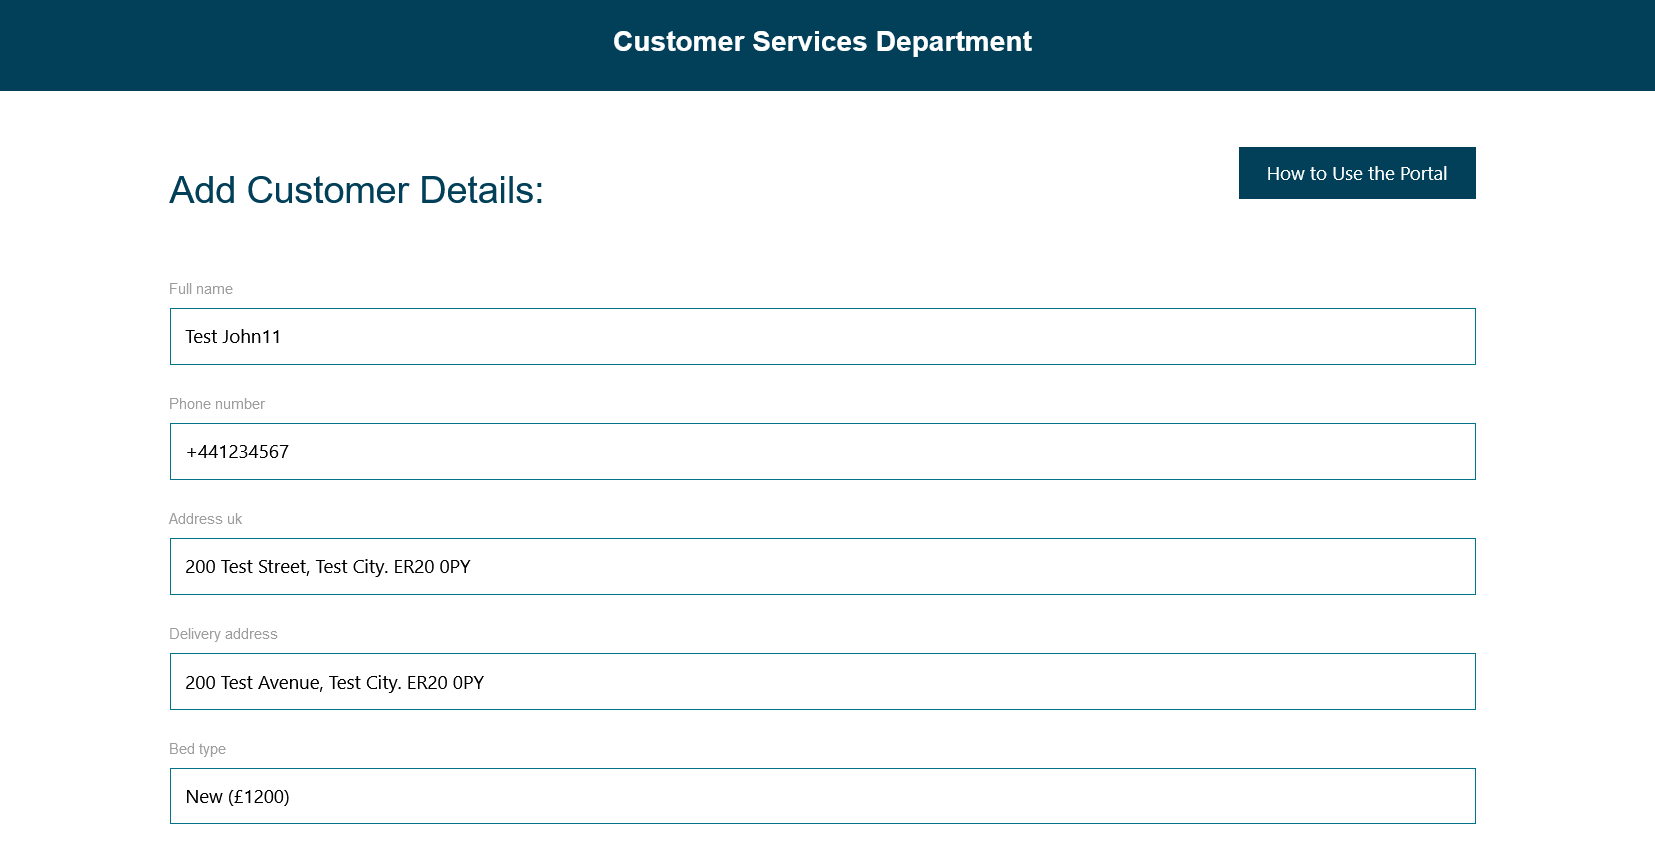 Customer Services Department
How to Use the Portal
Add Customer Details:
Full name
Test John11
Phone number
+441234567
Address uk
200 Test Street, Test City. ER20 0PY
Delivery address
200 Test Avenue, Test City. ER20 0PY
Bed type
New (£1200)